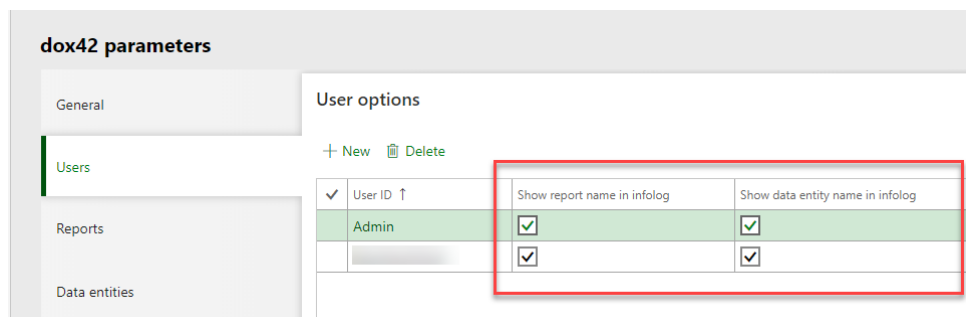 dox42 parameters
General
Users
Reports
Data entities
User options
+ New Delete
User ID ↑ Show report name in infolog Show data entity name in infolog
Admin